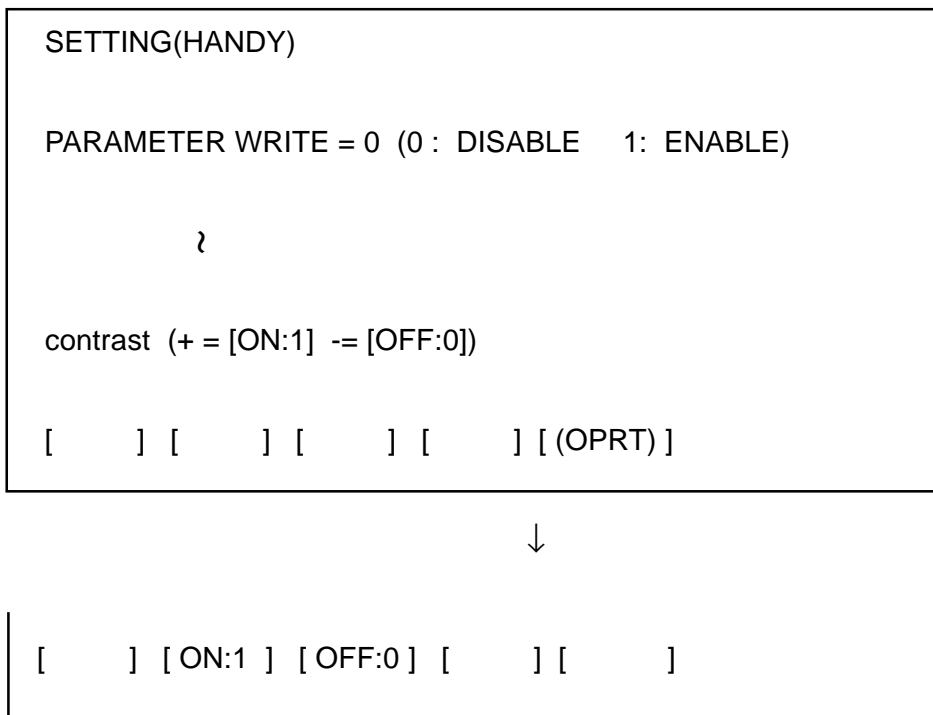 SETTING(HANDY)
PARAMETER WRITE = 0 (0 : DISABLE 1: ENABLE)
~
contrast (+ = [ON:1] -= [OFF:0])
[ ] [ ] [ ] [ ] [ (OPRT) ]
↓
[ ] [ ON:1 ] [ OFF:0 ] [ ] [ ]